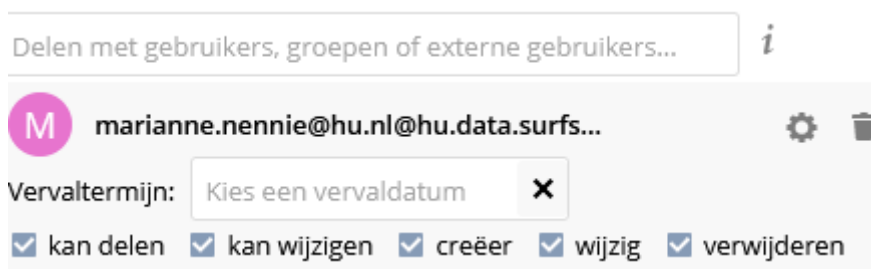 Delen met gebruikers, groepen of externe gebruikers...
i
M
marianne.nennie@hu.nl@hu.data.surfs...
Vervaltermijn: Kies een vervaldatum
kan delen kan wijzigen creëer wijzig verwijderen